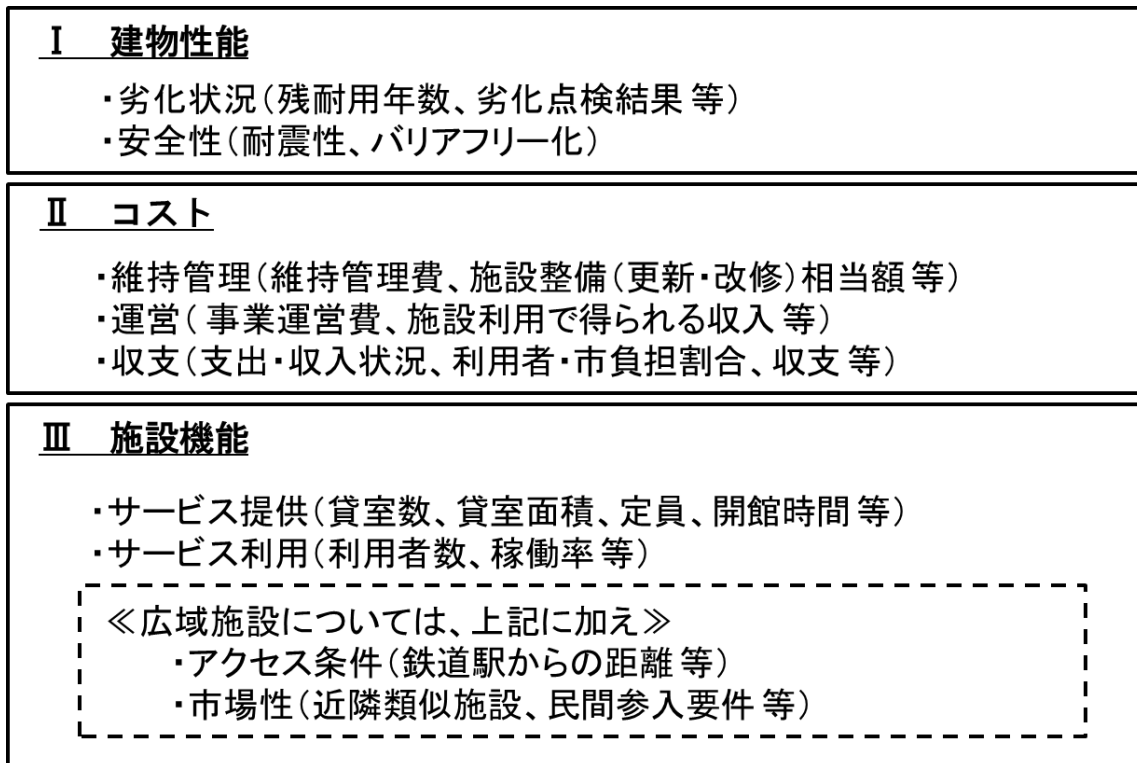 Ⅰ　建物性能
・劣化状況（残耐用年数、劣化点検結果 等）
・安全性（耐震性、バリアフリー化）
Ⅱ　コスト
・維持管理（維持管理費、施設整備（更新・改修）相当額 等）
・運営（ 事業運営費、施設利用で得られる収入 等）
・収支（支出・収入状況、利用者・市負担割合、収支 等）
Ⅲ　施設機能
・サービス提供（貸室数、貸室面積、定員、開館時間 等）
・サービス利用（利用者数、稼働率 等）
≪広域施設については、上記に加え≫
・アクセス条件（鉄道駅からの距離 等）
・市場性（近隣類似施設、民間参入要件 等）